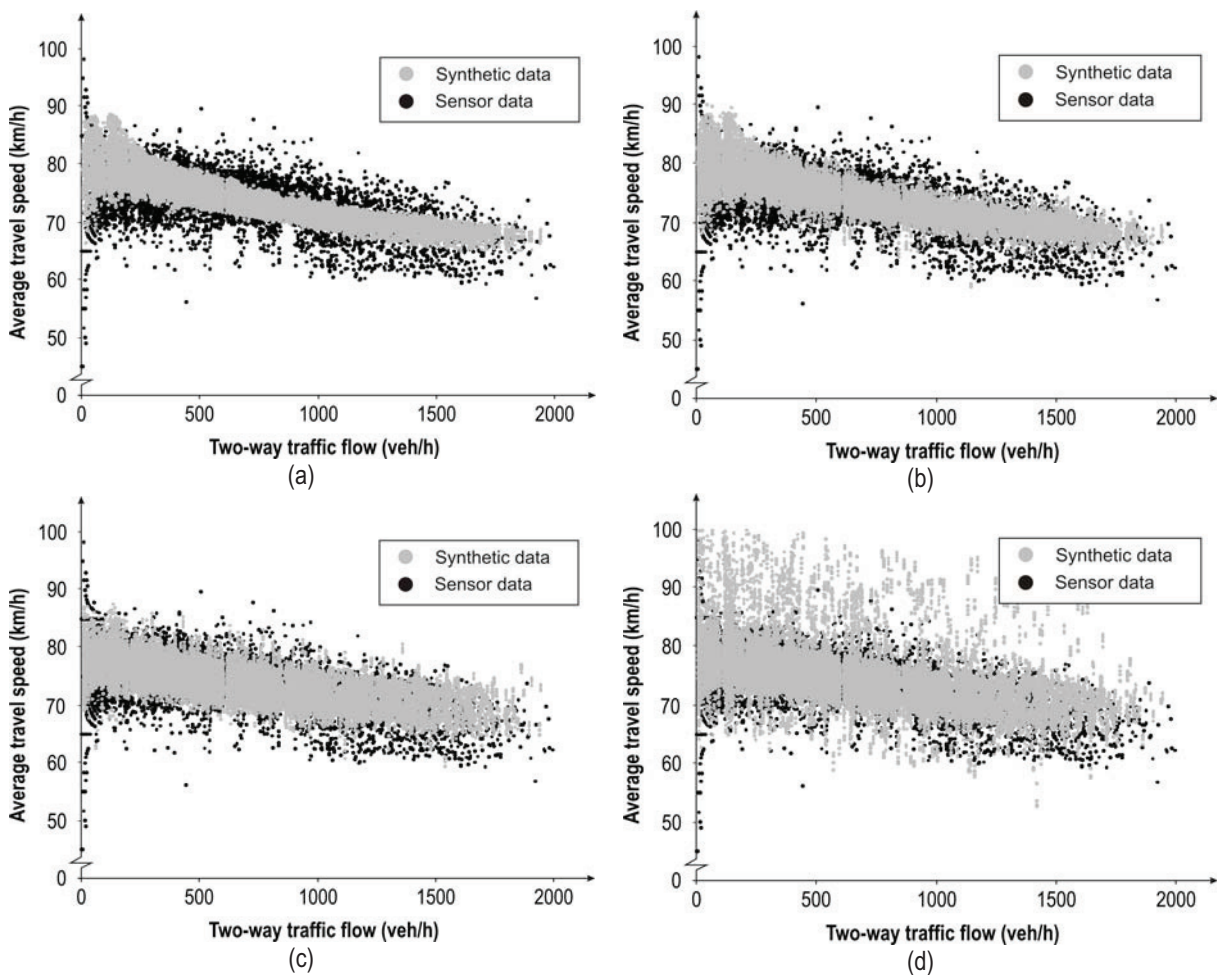 100
90
80
70
60
50
0
Average travel speed (km/h)
Synthetic data
Sensor data
0 500 1000 1500 2000
Two-way traffic flow (veh/h)
(a)
100
90
80
70
60
50
0
Average travel speed (km/h)
Synthetic data
Sensor data
0 500 1000 1500 2000
Two-way traffic flow (veh/h)
(b)
100
90
80
70
60
50
0
Average travel speed (km/h)
Synthetic data
Sensor data
0 500 1000 1500 2000
Two-way traffic flow (veh/h)
(c)
100
90
80
70
60
50
0
Average travel speed (km/h)
Synthetic data
Sensor data
0 500 1000 1500 2000
Two-way traffic flow (veh/h)
(d)